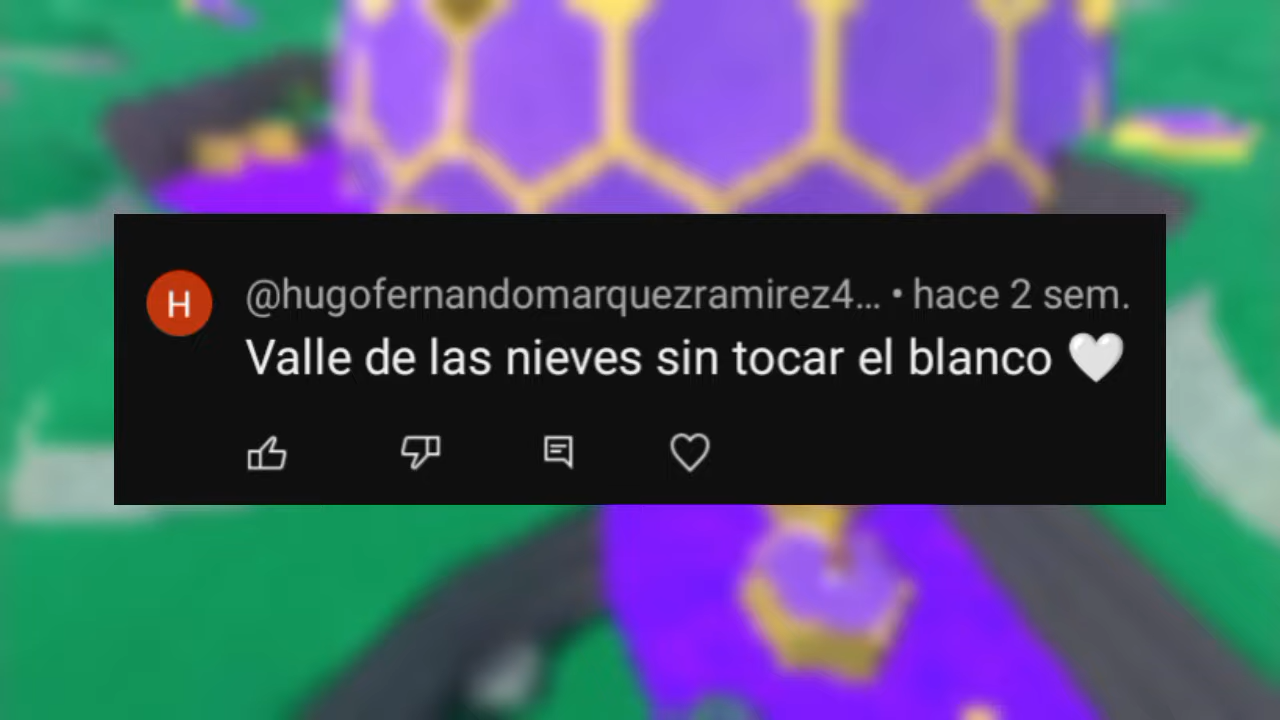 H
@hugofernandomarquezramirez4... • hace 2 sem.
Valle de las nieves sin tocar el blanco 🤍